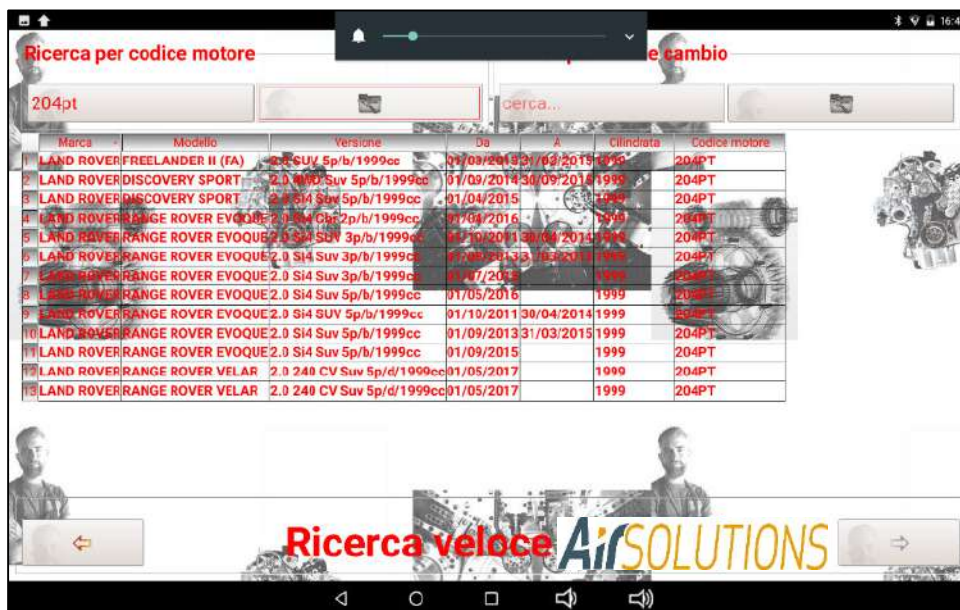 16:4
Ricerca per codice motore
e cambio
204pt
cerca...
Marca Modello Versione Da A Cilindrata Codice motore
1 LAND ROVER FREELANDER II (FA) 2.0 SUV 5p/b/1999cc 01/03/2013 31/03/2015 1999 204PT
2 LAND ROVER DISCOVERY SPORT 2.0 4WD Suv 5p/b/1999cc 01/09/2014 30/09/2015 1999 204PT
3 LAND ROVER DISCOVERY SPORT 2.0 Si4 Suv 5p/b/1999cc 01/04/2015 1999 204PT
4 LAND ROVER RANGE ROVER EVOQUE 2.0 Si4 Cbr 2p/b/1999cc 01/04/2016 1999 204PT
5 LAND ROVER RANGE ROVER EVOQUE 2.0 Si4 SUV 3p/b/1999cc 01/10/2011 30/04/2014 1999 204PT
6 LAND ROVER RANGE ROVER EVOQUE 2.0 Si4 Suv 3p/b/1999cc 1999 204PT
7 LAND ROVER RANGE ROVER EVOQUE 2.0 Si4 Suv 3p/b/1999cc 1999 204PT
8 LAND ROVER RANGE ROVER EVOQUE 2.0 Si4 Suv 5p/b/1999cc 01/05/2016 1999 204PT
9 LAND ROVER RANGE ROVER EVOQUE 2.0 Si4 SUV 5p/b/1999cc 01/10/2011 30/04/2014 1999 204PT
10 LAND ROVER RANGE ROVER EVOQUE 2.0 Si4 Suv 5p/b/1999cc 01/09/2013 31/03/2015 1999 204PT
11 LAND ROVER RANGE ROVER EVOQUE 2.0 Si4 Suv 5p/b/1999cc 01/09/2015 1999 204PT
12 LAND ROVER RANGE ROVER VELAR 2.0 240 CV Suv 5p/d/1999cc 01/05/2017 1999 204PT
13 LAND ROVER RANGE ROVER VELAR 2.0 240 CV Suv 5p/d/1999cc 01/05/2017 1999 204PT
Ricerca veloce AirSOLUTIONS